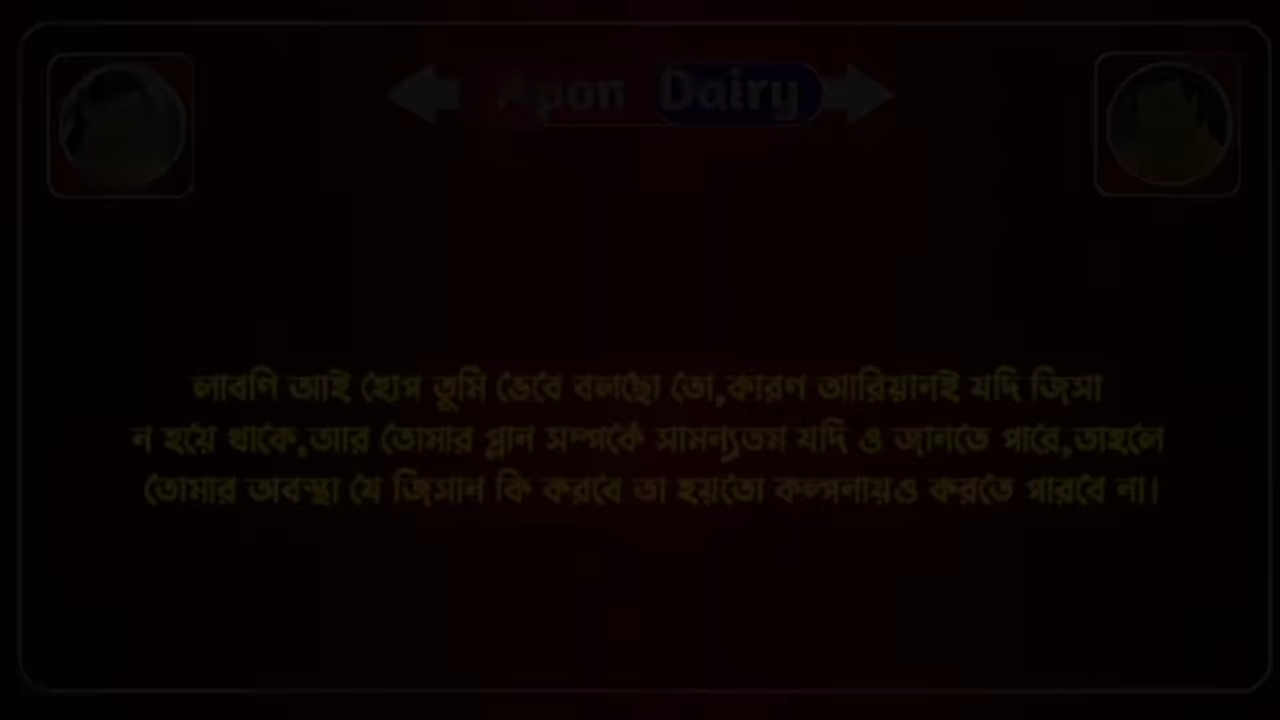 Apon Dairy
লাবণি আই হোপ তুমি ভেবে বলছো তো,কারণ আরিয়ানই যদি জিসা
ন হয়ে থাকে,আর তোমার প্লান সম্পর্কে সামন্যতম যদি ও জানতে পারে,তাহলে
তোমার অবস্থা যে জিসান কি করবে তা হয়তো কল্পনায়ও করতে পারবে না।